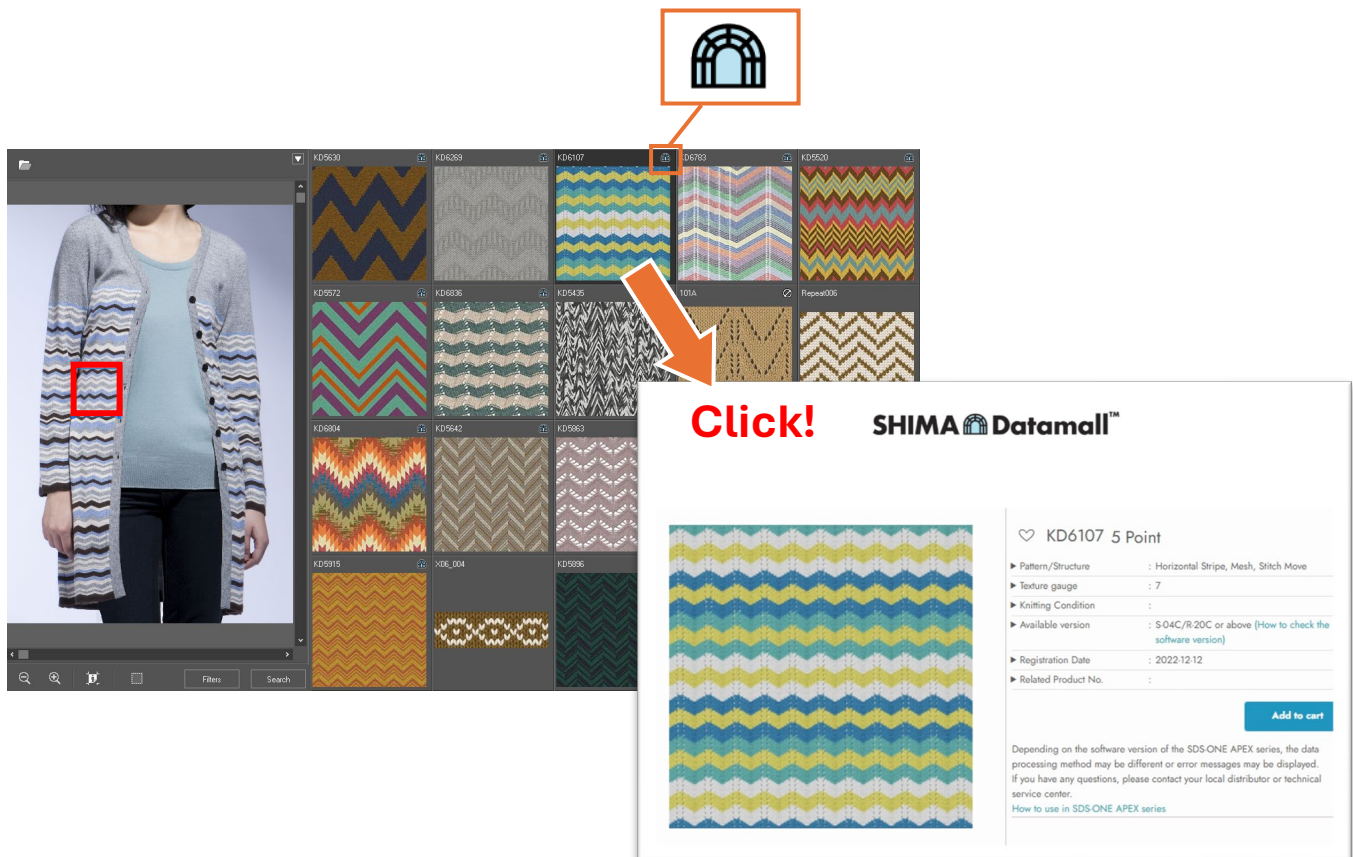 KD5630
KD6269
KD6107
KD6783
KD5520
KD5572
KD6836
KD5435
101A
Repeat006
KD6804
KD5642
KD5863
KD5915
X06_004
KD5896
Filters
Search
Click!
SHIMA Datamall™
KD6107 5 Point
▶ Pattern/Structure : Horizontal Stripe, Mesh, Stitch Move
▶ Texture gauge : 7
▶ Knitting Condition :
▶ Available version : S-04C/R-20C or above (How to check the
software version)
▶ Registration Date : 2022-12-12
▶ Related Product No. :
Add to cart
Depending on the software version of the SDS-ONE APEX series, the data
processing method may be different or error messages may be displayed.
If you have any questions, please contact your local distributor or technical
service center.
How to use in SDS-ONE APEX series